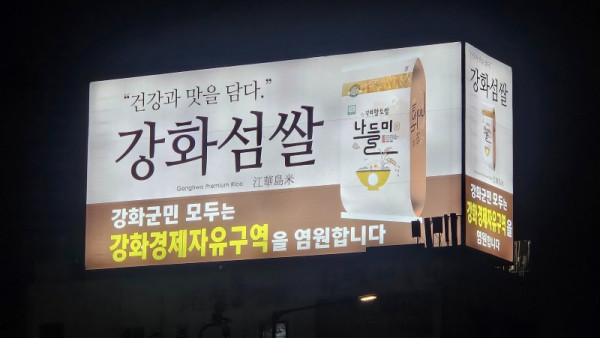 “건강과 맛을 담다.”
강화섬쌀
Ganghwa Premium Rice 江華島米
나들미
강화군민 모두는
강화경제자유구역을 염원합니다
강화섬쌀
강화군민 모두는
강화경제자유구역을
염원합니다